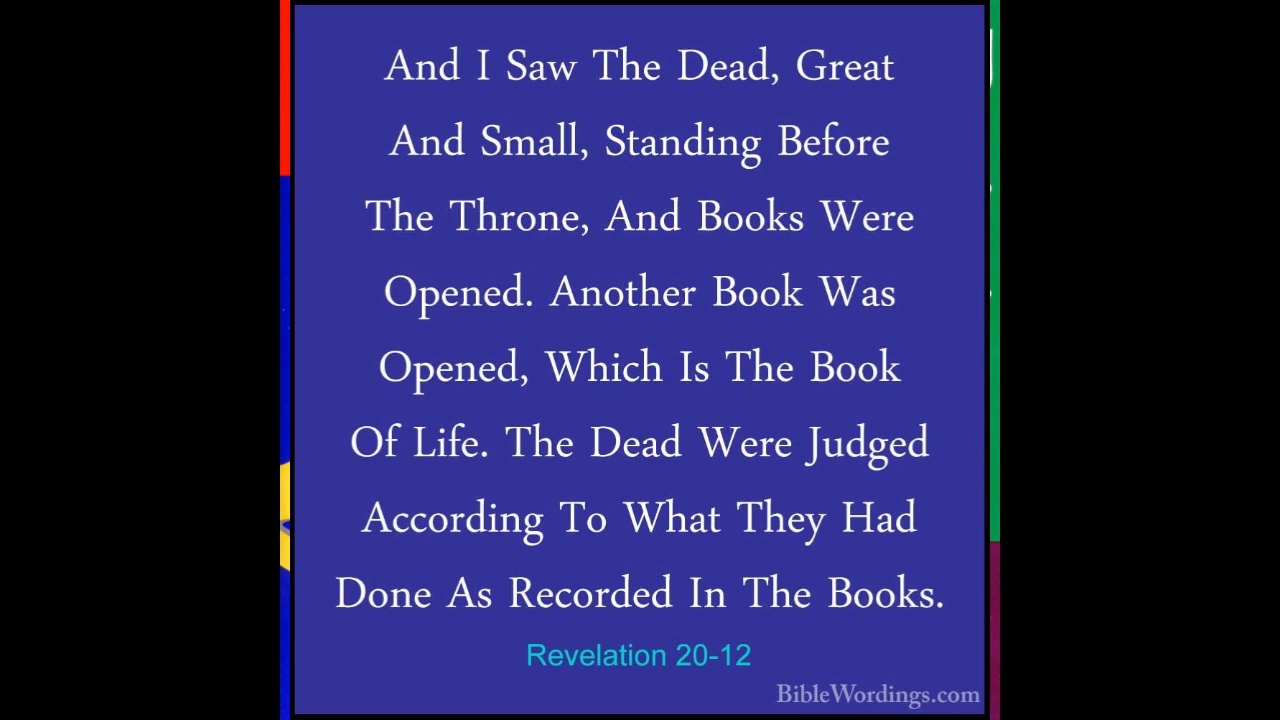 And I Saw The Dead, Great
And Small, Standing Before
The Throne, And Books Were
Opened. Another Book Was
Opened, Which Is The Book
Of Life. The Dead Were Judged
According To What They Had
Done As Recorded In The Books.
Revelation 20-12
BibleWordings.com